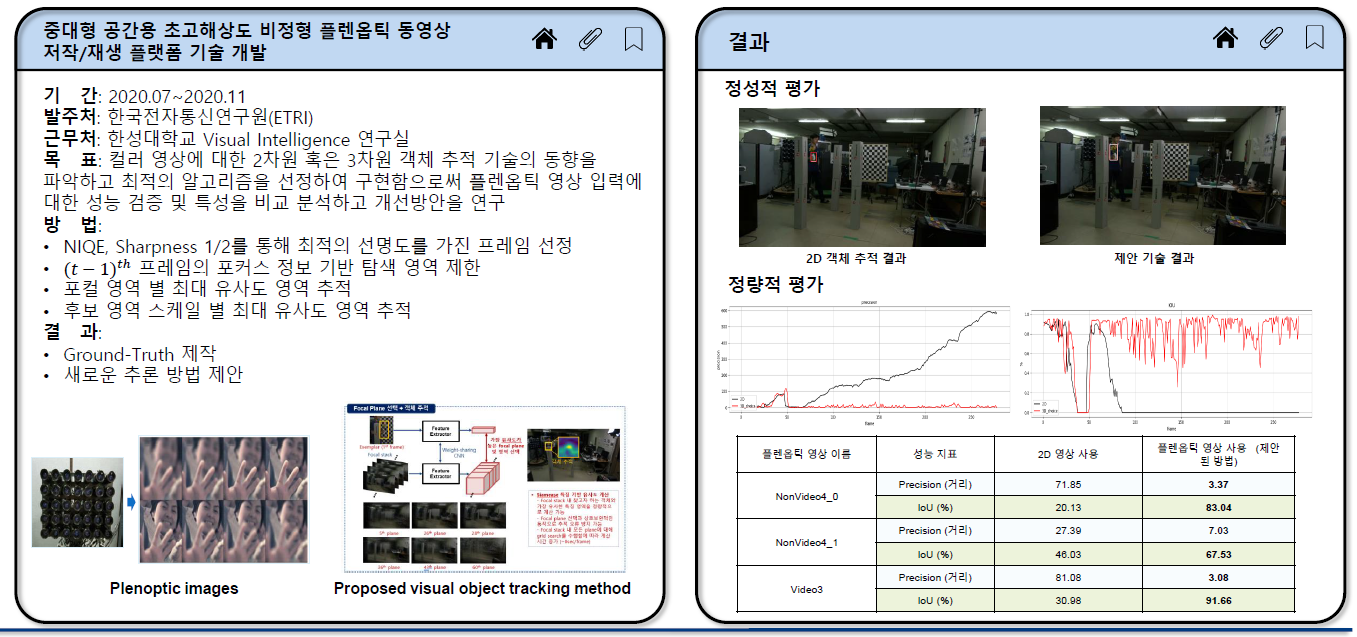 중대형 공간용 초고해상도 비정형 플렌옵틱 동영상
저작/재생 플랫폼 기술 개발
기 간: 2020.07~2020.11
발주처: 한국전자통신연구원(ETRI)
근무처: 한성대학교 Visual Intelligence 연구실
목 표: 컬러 영상에 대한 2차원 혹은 3차원 객체 추적 기술의 동향을
파악하고 최적의 알고리즘을 선정하여 구현함으로써 플렌옵틱 영상 입력에
대한 성능 검증 및 특성을 비교 분석하고 개선방안을 연구
방 법:
• NIQE, Sharpness 1/2를 통해 최적의 선명도를 가진 프레임 선정
• (t − 1)^th 프레임의 포커스 정보 기반 탐색 영역 제한
• 포컬 영역 별 최대 유사도 영역 추적
• 후보 영역 스케일 별 최대 유사도 영역 추적
결 과:
• Ground-Truth 제작
• 새로운 추론 방법 제안
Focal Plane 선택 + 객체 추적
Feature
Extractor
Exemplar (1st frame)
Focal stack
Weight-sharing
CNN
Feature
Extractor
Plenoptic images
Proposed visual object tracking method
결과
정성적 평가
2D 객체 추적 결과
제안 기술 결과
정량적 평가
precision
IOU
frame
frame
플렌옵틱 영상 이름 성능 지표 2D 영상 사용 플렌옵틱 영상 사용 (제안
된 방법)
NonVideo4_0 Precision (거리) 71.85 3.37
IoU (%) 20.13 83.04
NonVideo4_1 Precision (거리) 27.39 7.03
IoU (%) 46.03 67.53
Video3 Precision (거리) 81.08 3.08
IoU (%) 30.98 91.66